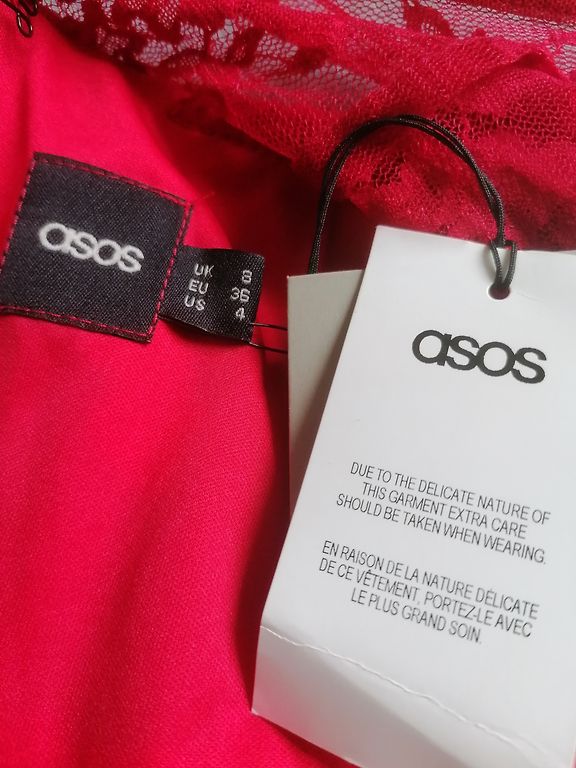 asos
UK 8
EU 36
US 4
asos
DUE TO THE DELICATE NATURE OF
THIS GARMENT EXTRA CARE
SHOULD BE TAKEN WHEN WEARING.
EN RAISON DE LA NATURE DÉLICATE
DE CE VÊTEMENT, PORTEZ-LE AVEC
LE PLUS GRAND SOIN.